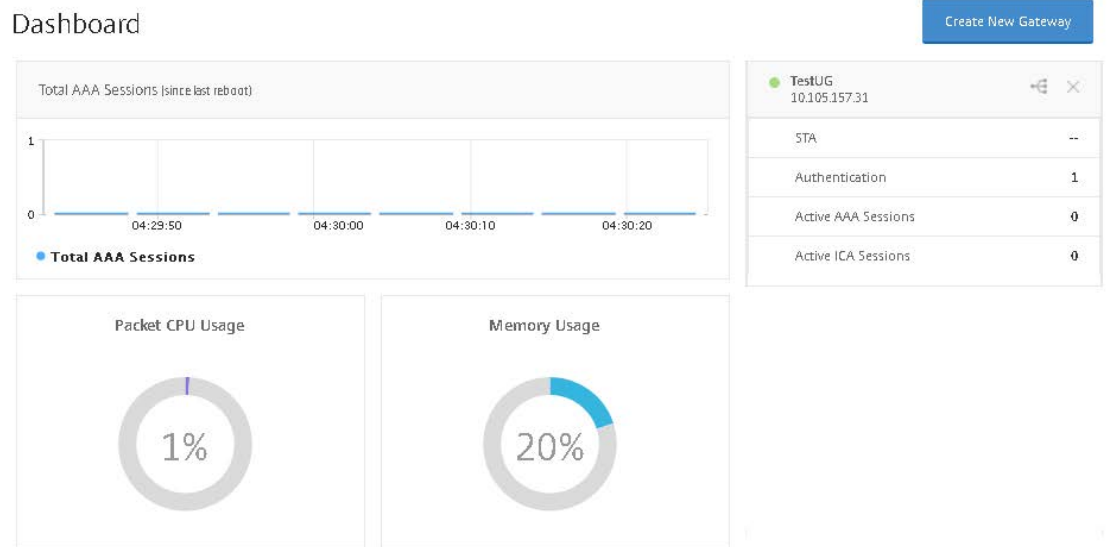 Dashboard
Create New Gateway
Total AAA Sessions (since last reboot)
1
0
04:29:50
04:30:00
04:30:10
04:30:20
Total AAA Sessions
TestUG
10.105.157.31
STA
--
Authentication
1
Active AAA Sessions
0
Active ICA Sessions
0
Packet CPU Usage
1%
Memory Usage
20%